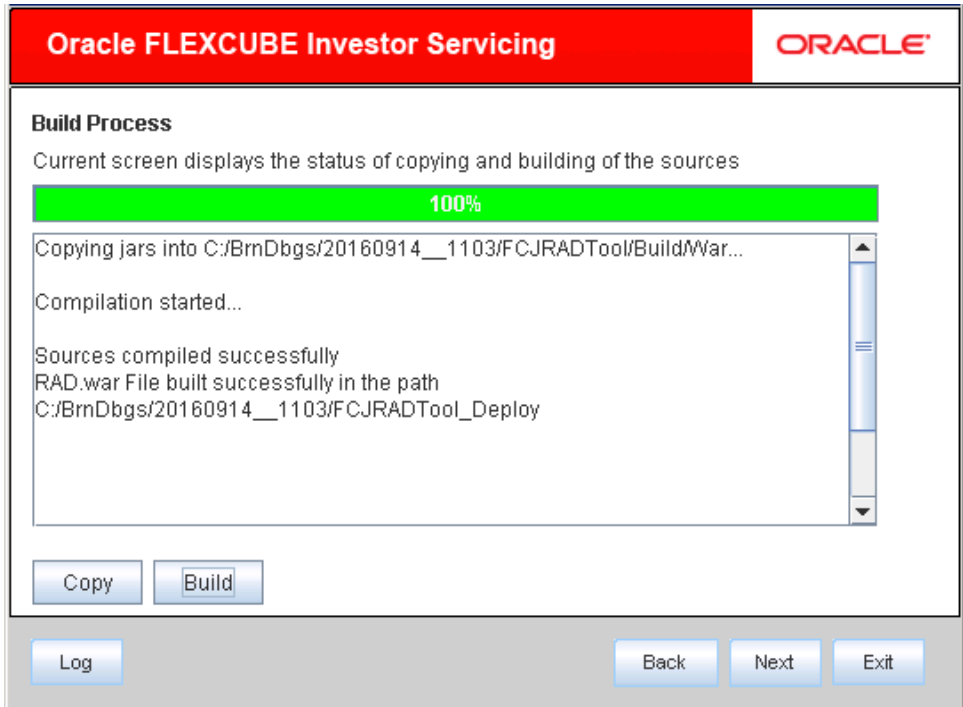 Oracle FLEXCUBE Investor Servicing
ORACLE
Build Process
Current screen displays the status of copying and building of the sources
100%
Copying jars into C:/BrnDbgs/20160914__1103/FCJRADTool/Build/War...
Compilation started...
Sources compiled successfully
RAD.war File built successfully in the path
C:/BrnDbgs/20160914__1103/FCJRADTool_Deploy
Copy Build
Log Back Next Exit